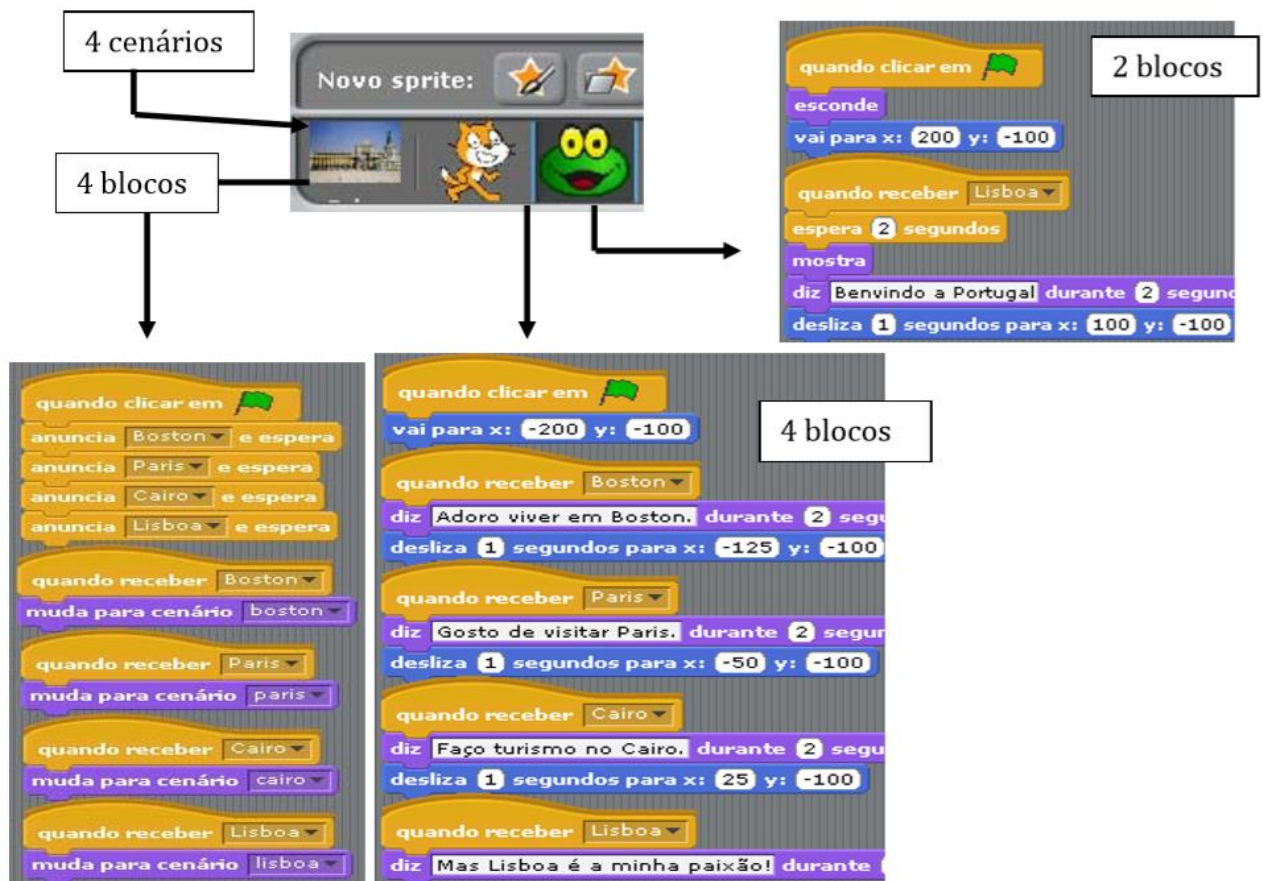 4 cenários
Novo sprite:
4 blocos
2 blocos
quando clicar em
esconde
vai para x: 200 y: -100
quando receber Lisboa
espera 2 segundos
mostra
diz Benvindo a Portugal durante 2 segund
desliza 1 segundos para x: 100 y: -100
quando clicar em
anuncia Boston e espera
anuncia Paris e espera
anuncia Cairo e espera
anuncia Lisboa e espera
quando receber Boston
muda para cenário boston
quando receber Paris
muda para cenário paris
quando receber Cairo
muda para cenário cairo
quando receber Lisboa
muda para cenário lisboa
4 blocos
quando clicar em
vai para x: -200 y: -100
quando receber Boston
diz Adoro viver em Boston. durante 2 segu
desliza 1 segundos para x: -125 y: -100
quando receber Paris
diz Gosto de visitar Paris. durante 2 segur
desliza 1 segundos para x: -50 y: -100
quando receber Cairo
diz Faço turismo no Cairo. durante 2 segu
desliza 1 segundos para x: 25 y: -100
quando receber Lisboa
diz Mas Lisboa é a minha paixão! durante